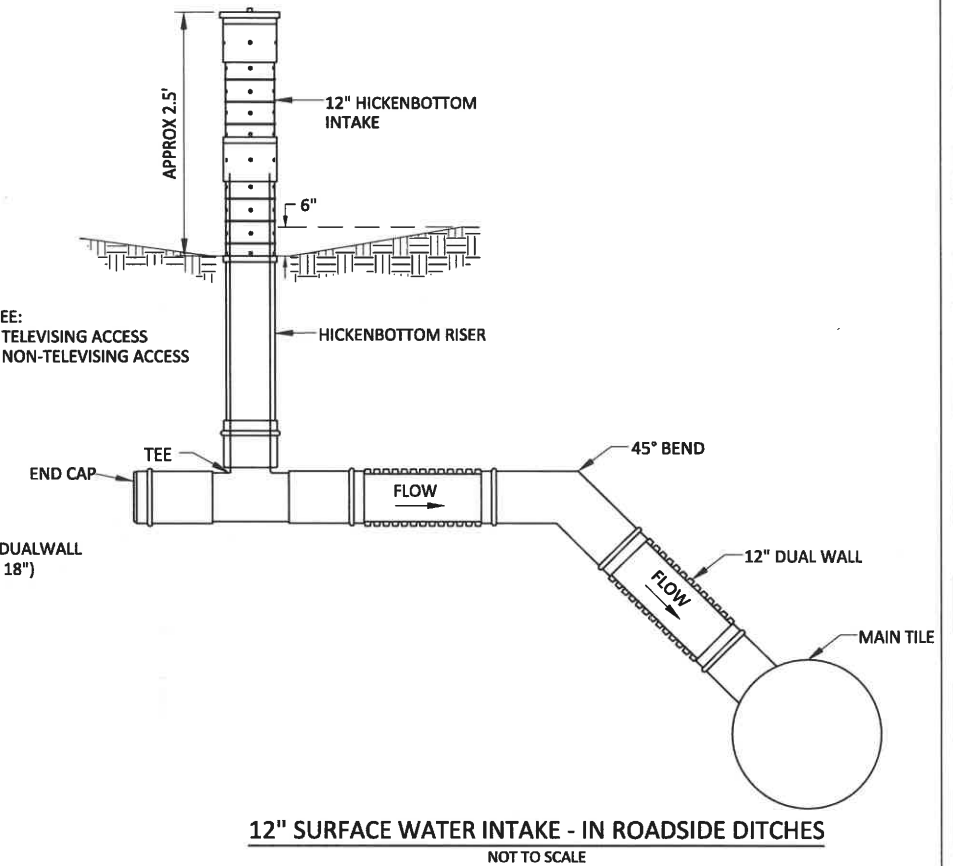 APPROX 2.5'
12" HICKENBOTTOM
INTAKE
6"
EE:
TELEVISING ACCESS
NON-TELEVISING ACCESS
HICKENBOTTOM RISER
TEE
END CAP
FLOW
45° BEND
DUALWALL
18")
12" DUAL WALL
FLOW
MAIN TILE
12" SURFACE WATER INTAKE - IN ROADSIDE DITCHES
NOT TO SCALE